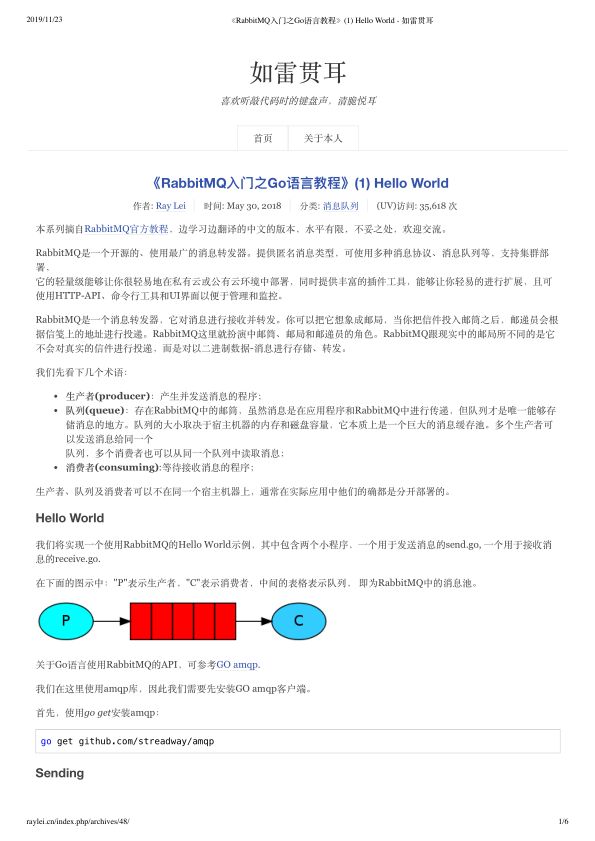 2019/11/23
《RabbitMQ入门之Go语言教程》(1) Hello World - 如雷贯耳
如雷贯耳
喜欢听敲代码时的键盘声，清脆悦耳
首页
关于本人
《RabbitMQ入门之Go语言教程》(1) Hello World
作者: Ray Lei
时间: May 30, 2018
分类: 消息队列
(UV)访问: 35,618 次
本系列摘自RabbitMQ官方教程，边学习边翻译的中文的版本，水平有限，不妥之处，欢迎交流。
RabbitMQ是一个开源的、使用最广的消息转发器。提供匿名消息类型，可使用多种消息协议、消息队列等，支持集群部
署，
它的轻量级能够让你很轻易地在私有云或公有云环境中部署，同时提供丰富的插件工具，能够让你轻易的进行扩展，且可
使用HTTP-API、命令行工具和UI界面以便于管理和监控。
RabbitMQ是一个消息转发器，它对消息进行接收并转发。你可以把它想象成邮局，当你把信件投入邮筒之后，邮递员会根
据信笺上的地址进行投递。RabbitMQ这里就扮演中邮筒、邮局和邮递员的角色。RabbitMQ跟现实中的邮局所不同的是它
不会对真实的信件进行投递，而是对以二进制数据-消息进行存储、转发。
我们先看下几个术语：
• 生产者(producer)：产生并发送消息的程序；
• 队列(queue)：存在RabbitMQ中的邮筒，虽然消息是在应用程序和RabbitMQ中进行传递，但队列才是唯一能够存
储消息的地方。队列的大小取决于宿主机器的内存和磁盘容量，它本质上是一个巨大的消息缓存池。多个生产者可
以发送消息给同一个
队列，多个消费者也可以从同一个队列中读取消息；
• 消费者(consuming):等待接收消息的程序；
生产者、队列及消费者可以不在同一个宿主机器上，通常在实际应用中他们的确都是分开部署的。
Hello World
我们将实现一个使用RabbitMQ的Hello World示例，其中包含两个小程序，一个用于发送消息的send.go, 一个用于接收消
息的receive.go.
在下面的图示中："P"表示生产者，"C"表示消费者，中间的表格表示队列， 即为RabbitMQ中的消息池。
P
C
关于Go语言使用RabbitMQ的API，可参考GO amqp.
我们在这里使用amqp库，因此我们需要先安装GO amqp客户端。
首先，使用go get安装amqp：
go get github.com/streadway/amqp
Sending
raylei.cn/index.php/archives/48/
1/6